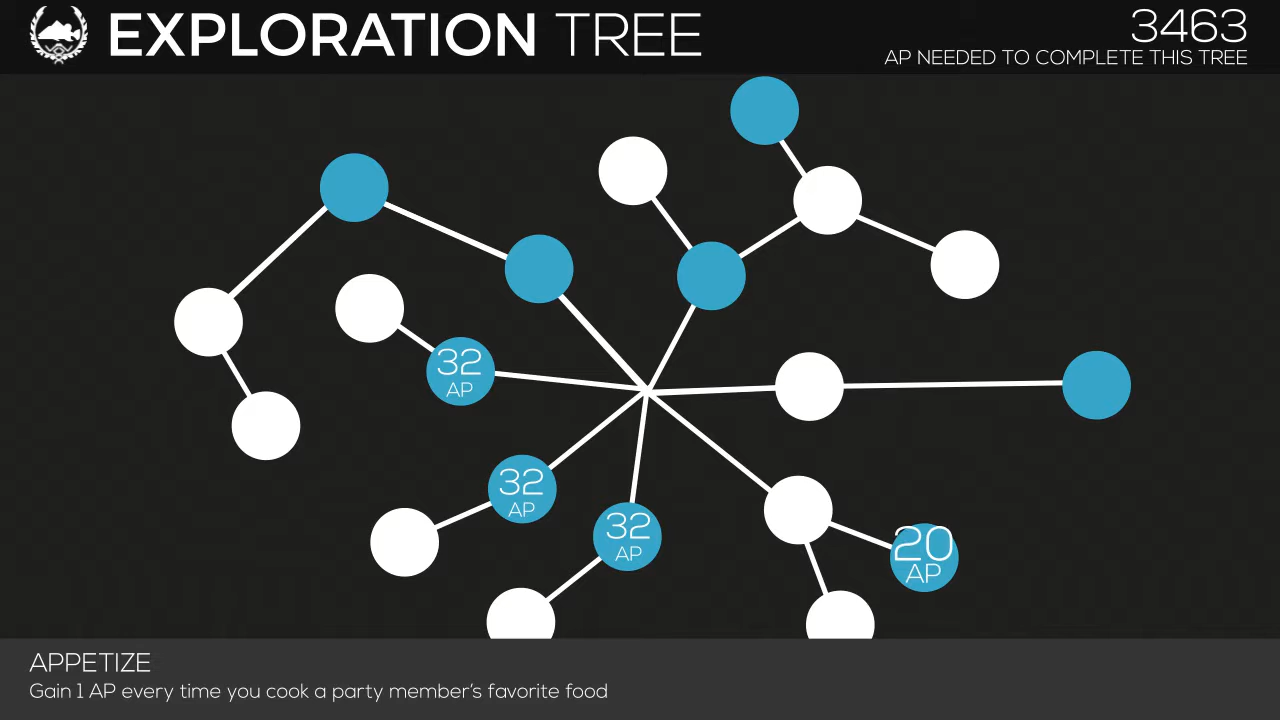 EXPLORATION TREE
3463
AP NEEDED TO COMPLETE THIS TREE
32
AP
32
AP
32
AP
20
AP
APPETIZE
Gain 1 AP every time you cook a party member's favorite food